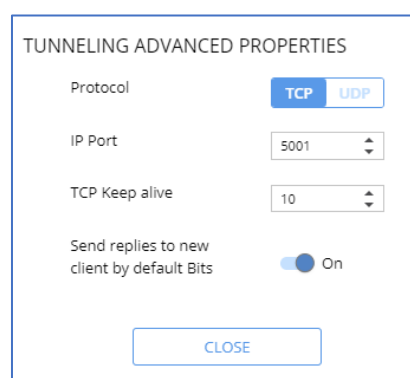 TUNNELING ADVANCED PROPERTIES
Protocol TCP UDP
IP Port 5001
TCP Keep alive 10
Send replies to new
client by default Bits On
CLOSE